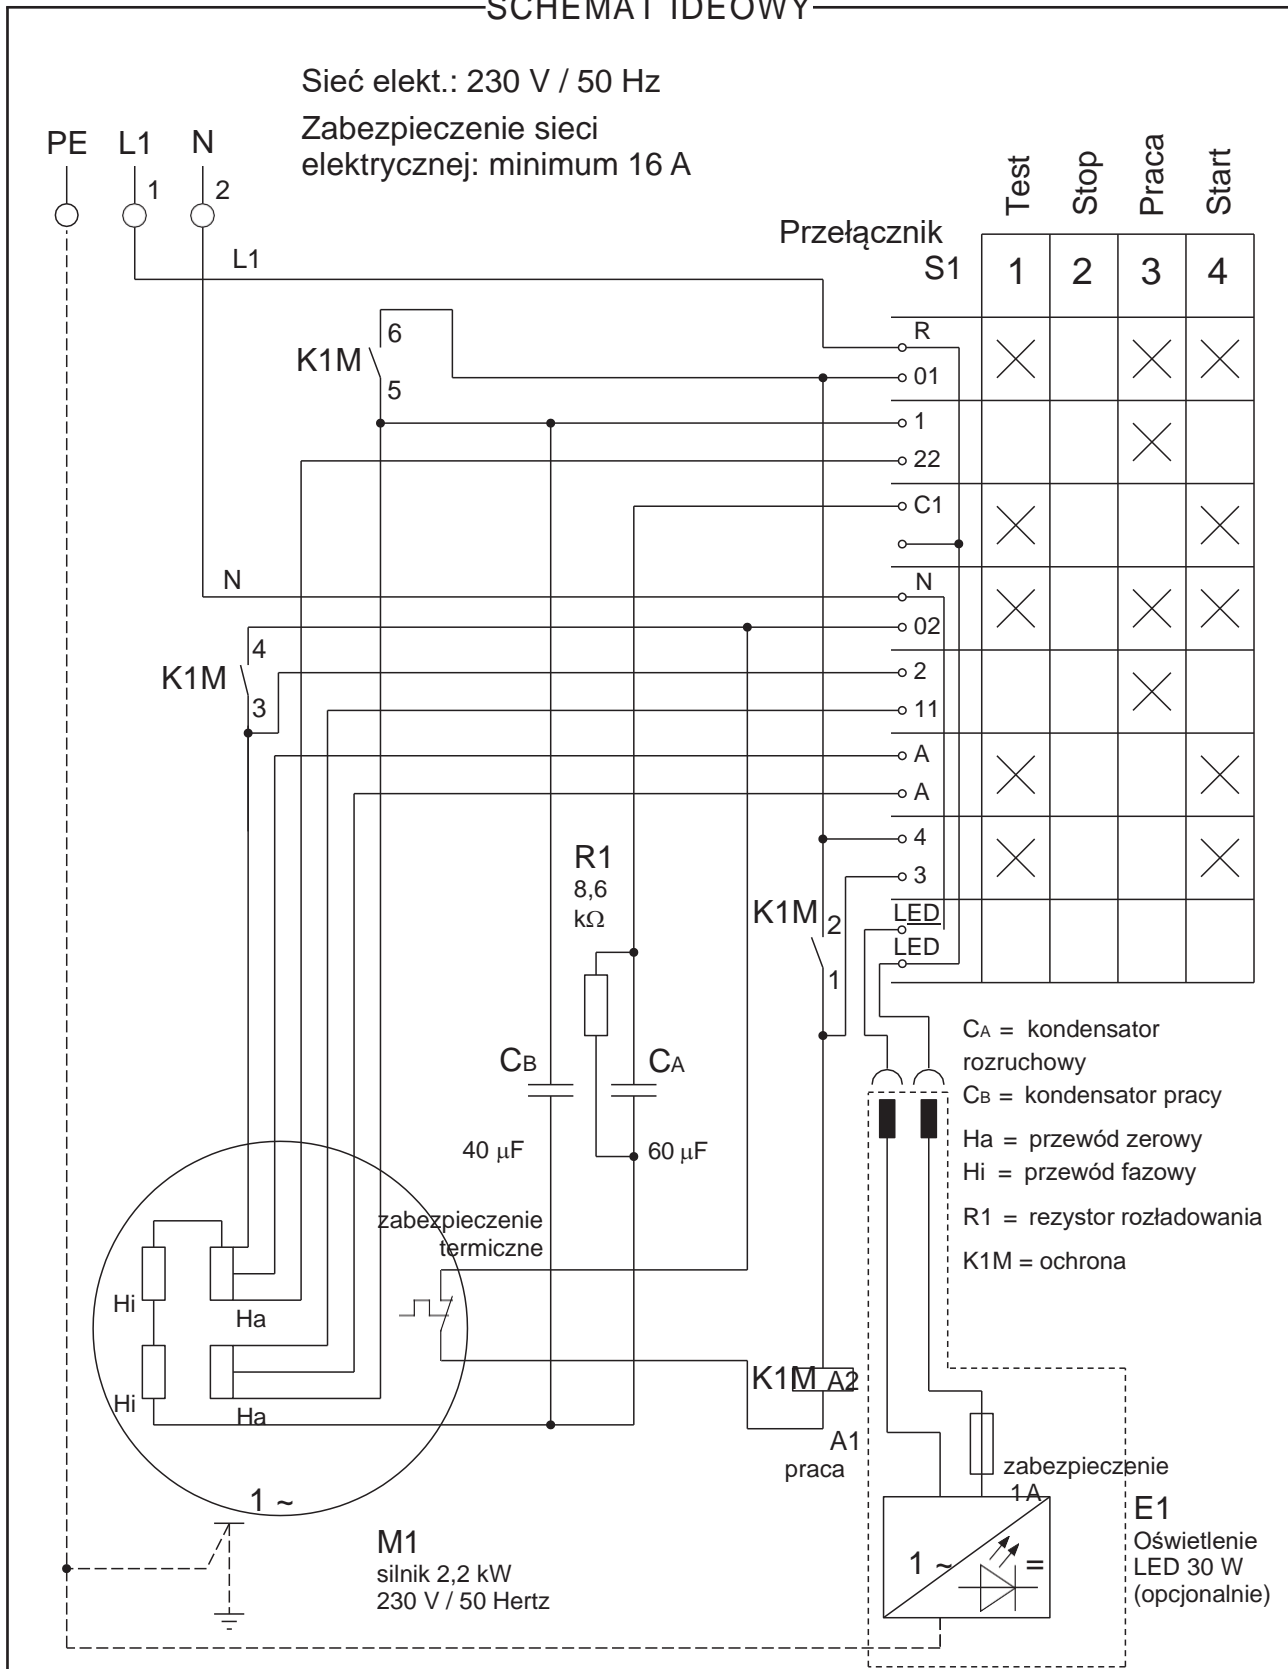 SCHEMAT IDEOWY
Sieć elekt.: 230 V / 50 Hz
Zabezpieczenie sieci
elektrycznej: minimum 16 A
PE L1 N
1 2
Test Stop Praca Start
Przełącznik
S1 1 2 3 4
L1
R
6
K1M
5
01
1
22
C1
N
N
02
4
K1M
3
2
11
A
A
4
3
R1
8,6
kΩ
K1M 2
1
LED
LED
CA = kondensator
rozruchowy
CB = kondensator pracy
Ha = przewód zerowy
Hi = przewód fazowy
R1 = rezystor rozładowania
K1M = ochrona
CB CA
40 μF 60 μF
zabezpieczenie
termiczne
Hi Ha
Hi Ha
K1M A2
A1
praca
1 ~
M1
silnik 2,2 kW
230 V / 50 Hertz
zabezpieczenie
1A
1 ~ =
E1
Oświetlenie
LED 30 W
(opcjonalnie)